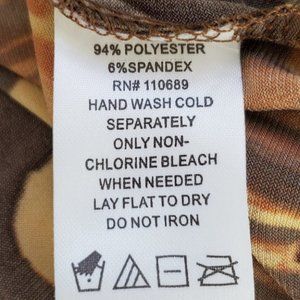 94% POLYESTER
6%SPANDEX
RN# 110689
HAND WASH COLD
SEPARATELY
ONLY NON-
CHLORINE BLEACH
WHEN NEEDED
LAY FLAT TO DRY
DO NOT IRON